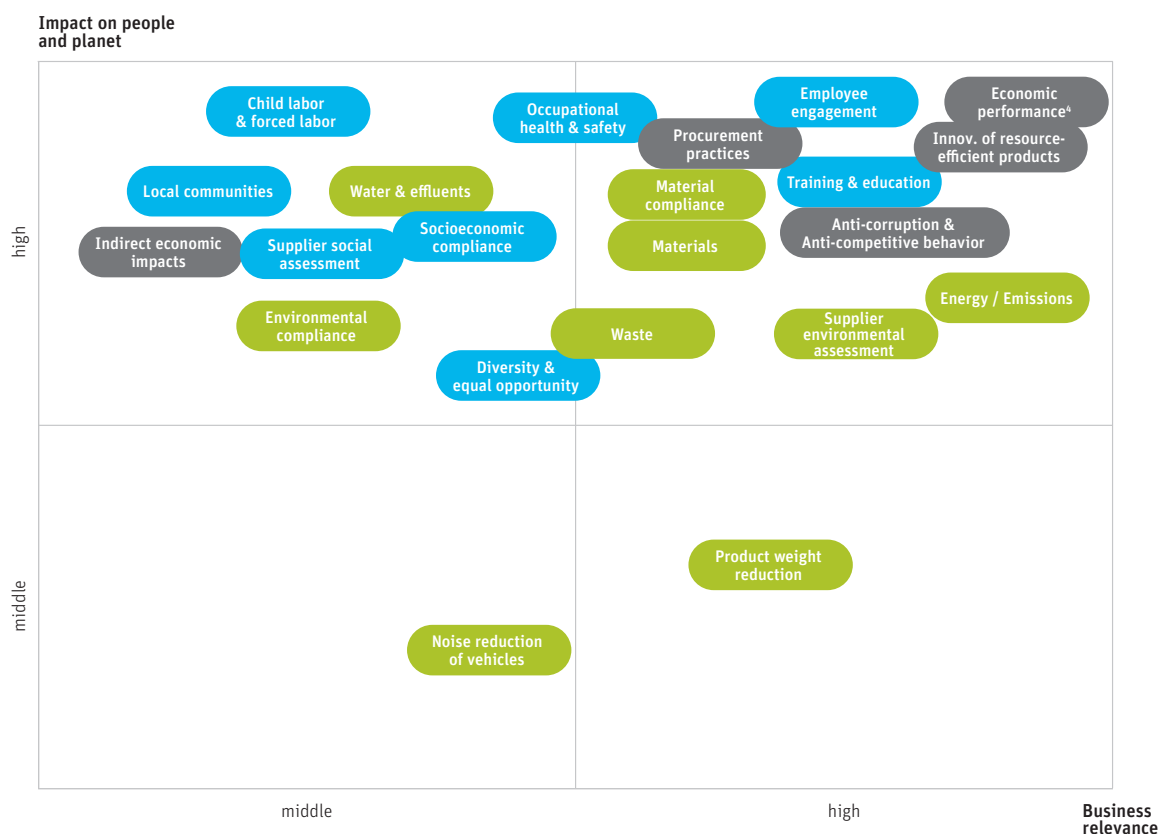 Impact on people
and planet
Child labor
& forced labor
Occupational
health & safety
Employee
engagement
Economic
performance⁴
Procurement
practices
Innov. of resource-
efficient products
Local communities
Water & effluents
Material
compliance
Training & education
Indirect economic
impacts
Supplier social
assessment
Socioeconomic
compliance
Materials
Anti-corruption &
Anti-competitive behavior
high
Environmental
compliance
Waste
Supplier
environmental
assessment
Energy / Emissions
Diversity &
equal opportunity
Product weight
reduction
middle
Noise reduction
of vehicles
middle
high
Business
relevance